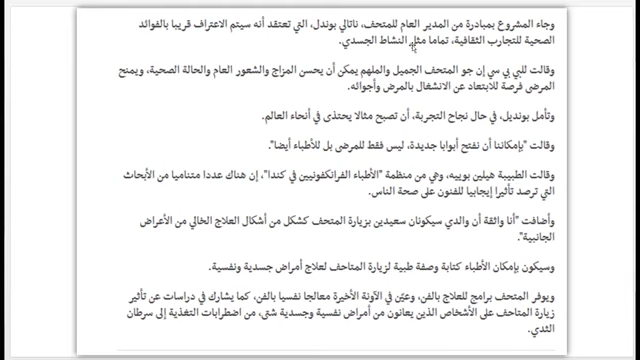 وجاء المشروع بمبادرة من المدير العام للمتحف، ناتالي بوندل، التي تعتقد أنه سيتم الاعتراف قريبا بالفوائد
الصحية للتجارب الثقافية، تماما مثل النشاط الجسدي.
وقالت للبي بي سي إن جو المتحف الجميل والملهم يمكن أن يحسن المزاج والشعور العام والحالة الصحية، ويمنح
المرضى فرصة للابتعاد عن الانشغال بالمرض وأجوائه.
وتأمل بونديل، في حال نجاح التجربة، أن تصبح مثالا يحتذى في أنحاء العالم.
وقالت "بإمكاننا أن نفتح أبوابا جديدة، ليس فقط للمرضى بل للأطباء أيضا".
وقالت الطبيبة هيلين بوييه، وهي من منظمة "الأطباء الفرانكفونيين في كندا"، إن هناك عددا متناميا من الأبحاث
التي ترصد تأثيرا إيجابيا للفنون على صحة الناس.
وأضافت "أنا واثقة أن والدي سيكونان سعيدين بزيارة المتحف كشكل من أشكال العلاج الخالي من الأعراض
الجانبية".
وسيكون بإمكان الأطباء كتابة وصفة طبية لزيارة المتاحف لعلاج أمراض جسدية ونفسية.
ويوفر المتحف برامج للعلاج بالفن، وعيّن في الآونة الأخيرة معالجا نفسيا بالفن، كما يشارك في دراسات عن تأثير
زيارة المتاحف على الأشخاص الذين يعانون من أمراض نفسية وجسدية شتى، من اضطرابات التغذية إلى سرطان
الثدي.